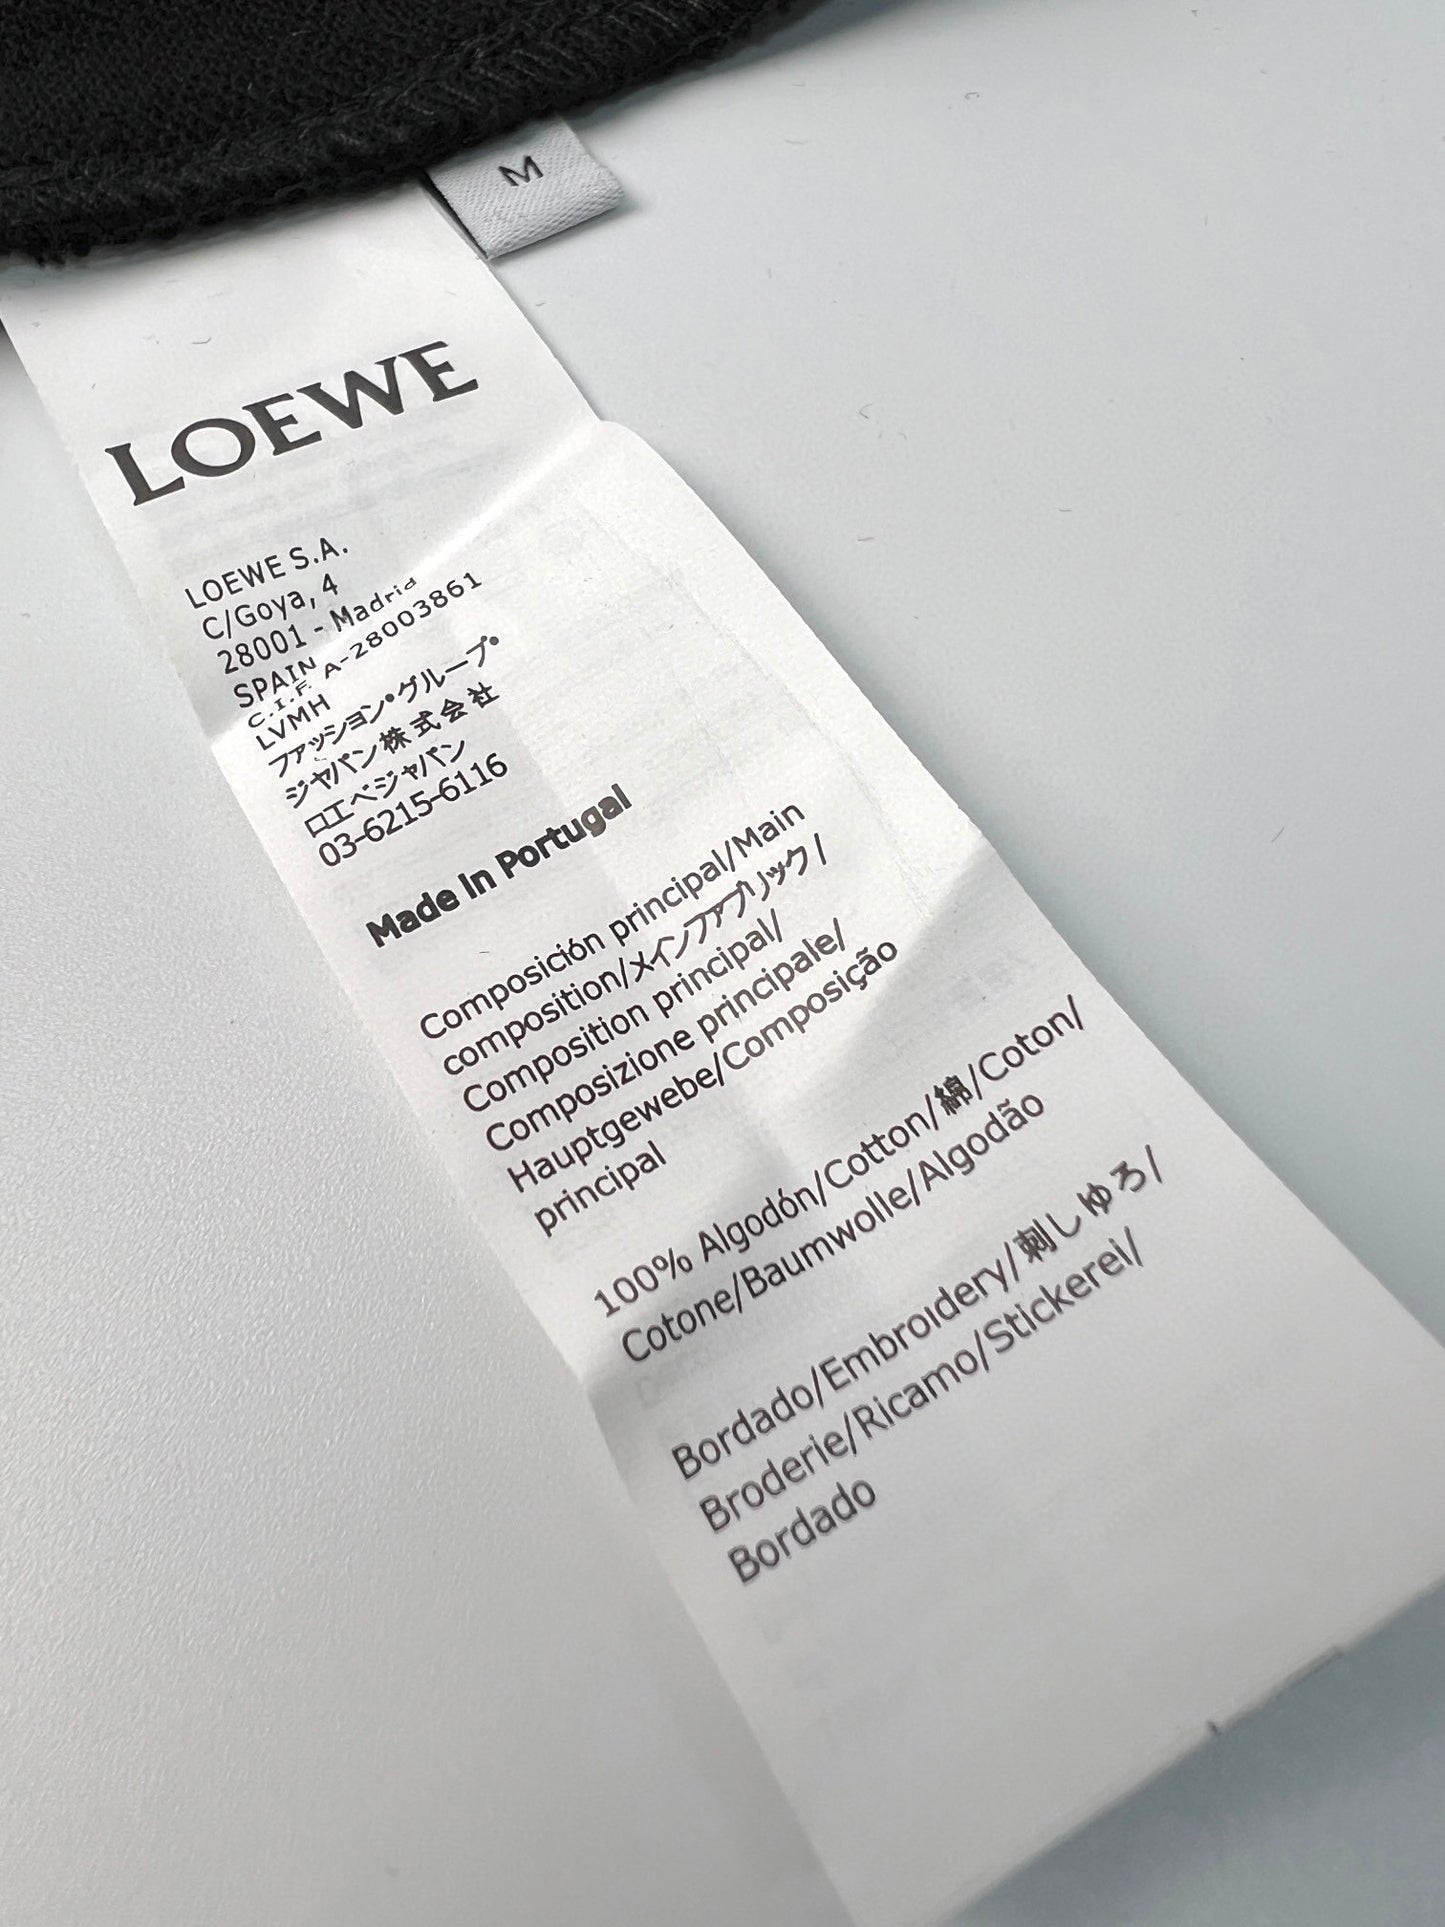 M
LOEWE
LOEWE S.A.
C/Goya, 4
28001 - Madrid
SPAIN
C.I.F. A-28003861
LVMH
ファッション・グループ・
ジャパン株式会社
ロエベジャパン
03-6215-6116
Made in Portugal
Composición principal/Main
composition/メインファブリック/
Composition principal/
Composizione principale/
Hauptgewebe/Composição
principal
100% Algodón/Cotton/綿/Coton/
Cotone/Baumwolle/Algodão
Bordado/Embroidery/刺しゅろ/
Broderie/Ricamo/Stickerei/
Bordado